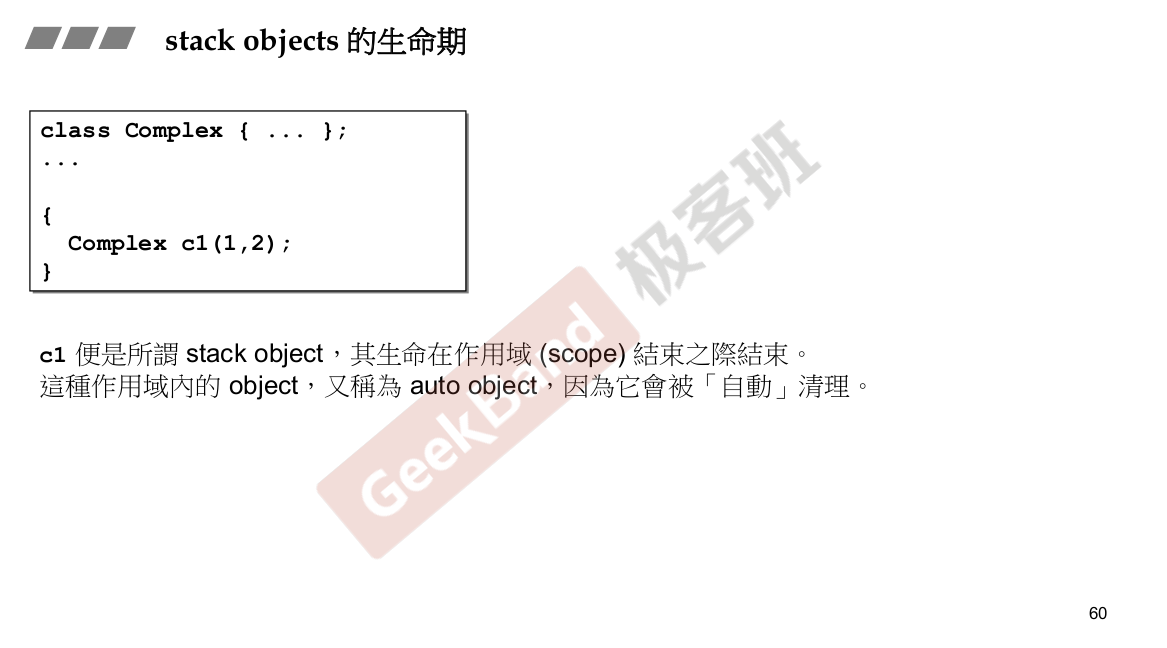 stack objects 的生命期
class Complex { ... };
...
{
Complex c1(1,2);
}
c1 便是所謂 stack object，其生命在作用域 (scope) 結束之際結束。
這種作用域內的 object，又稱為 auto object，因為它會被「自動」清理。
GeekBand 极客班
60